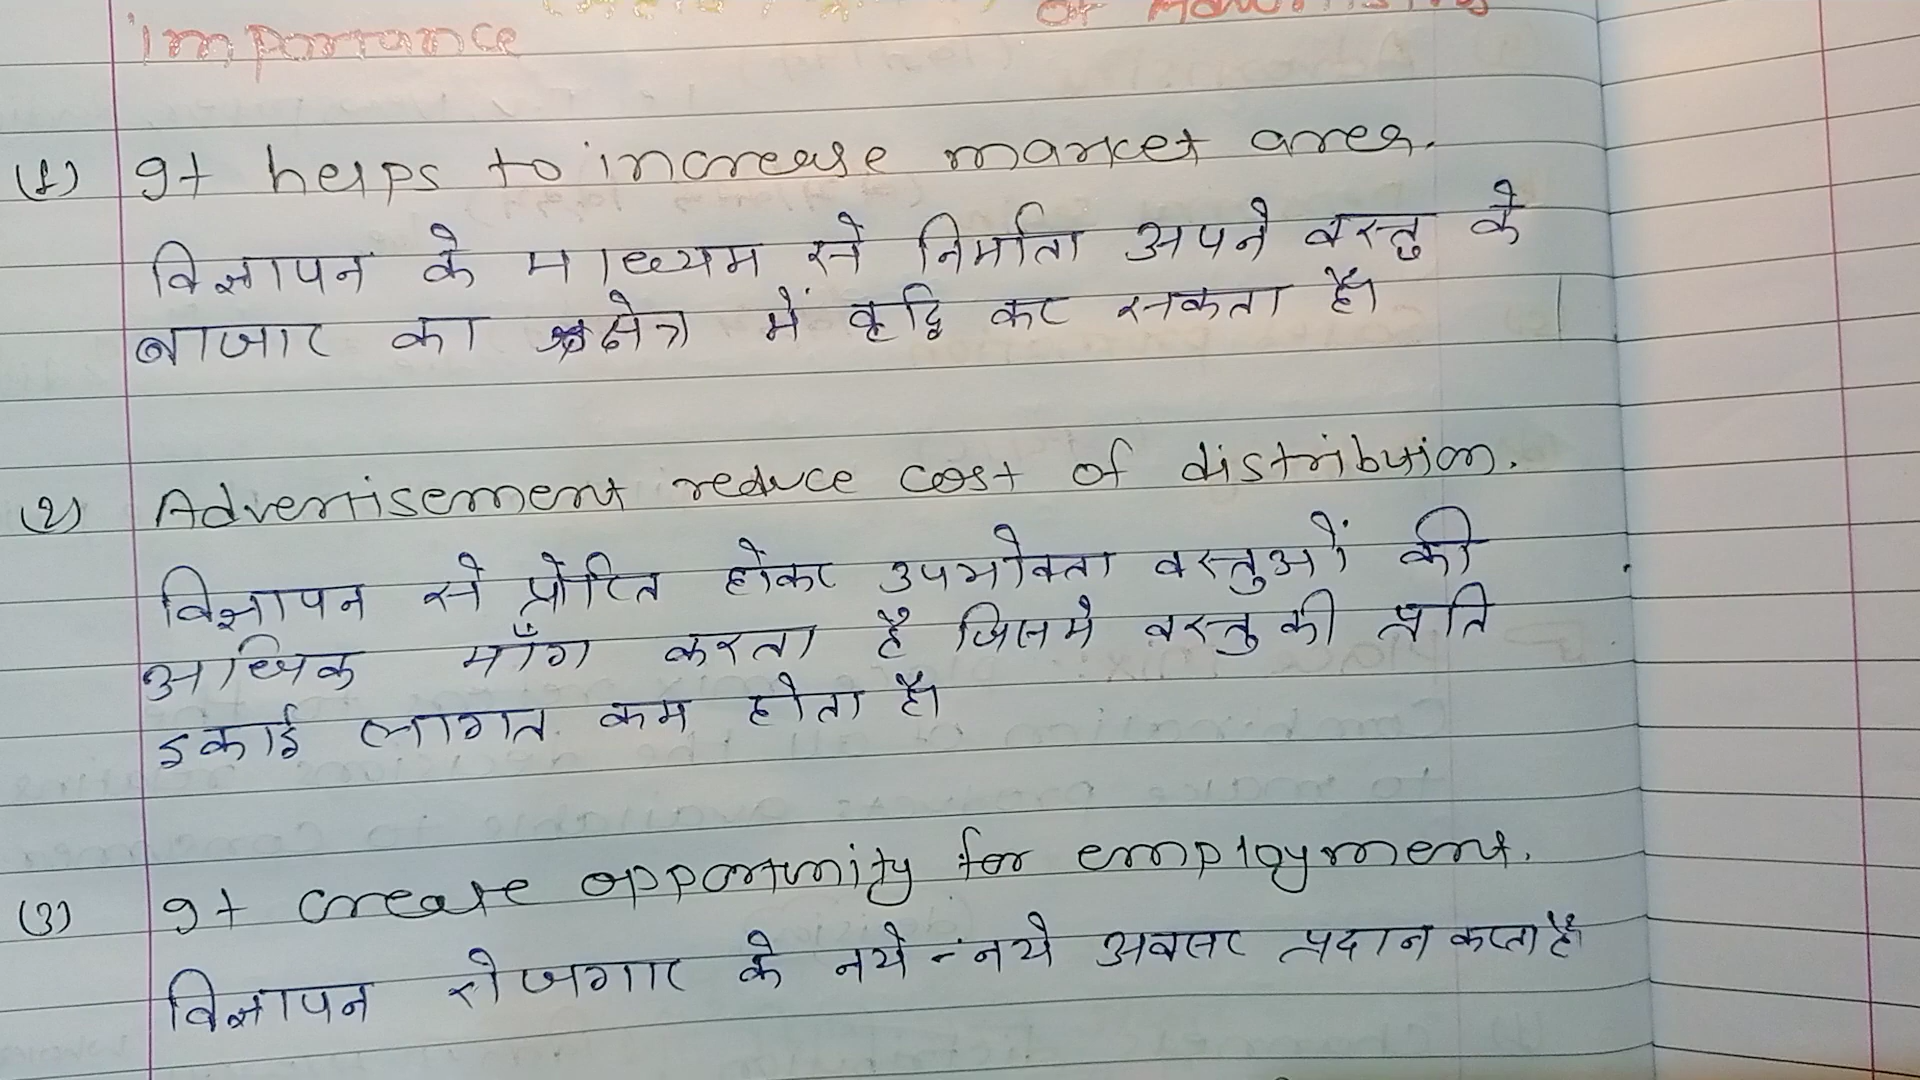 Importance of Advertising
(1) It helps to increase market area.
विज्ञापन के माध्यम से निर्माता अपने वस्तु के
बाजार का क्षेत्र में वृद्धि कर सकता है।
(2) Advertisement reduce cost of distribution.
विज्ञापन से प्रेरित होकर उपभोक्ता वस्तुओं की
अधिक माँग करता है जिसमे वस्तु की प्रति
इकाई लागत कम होता है।
(3) It create opportunity for employment.
विज्ञापन रोजगार के नये-नये अवसर प्रदान करता है